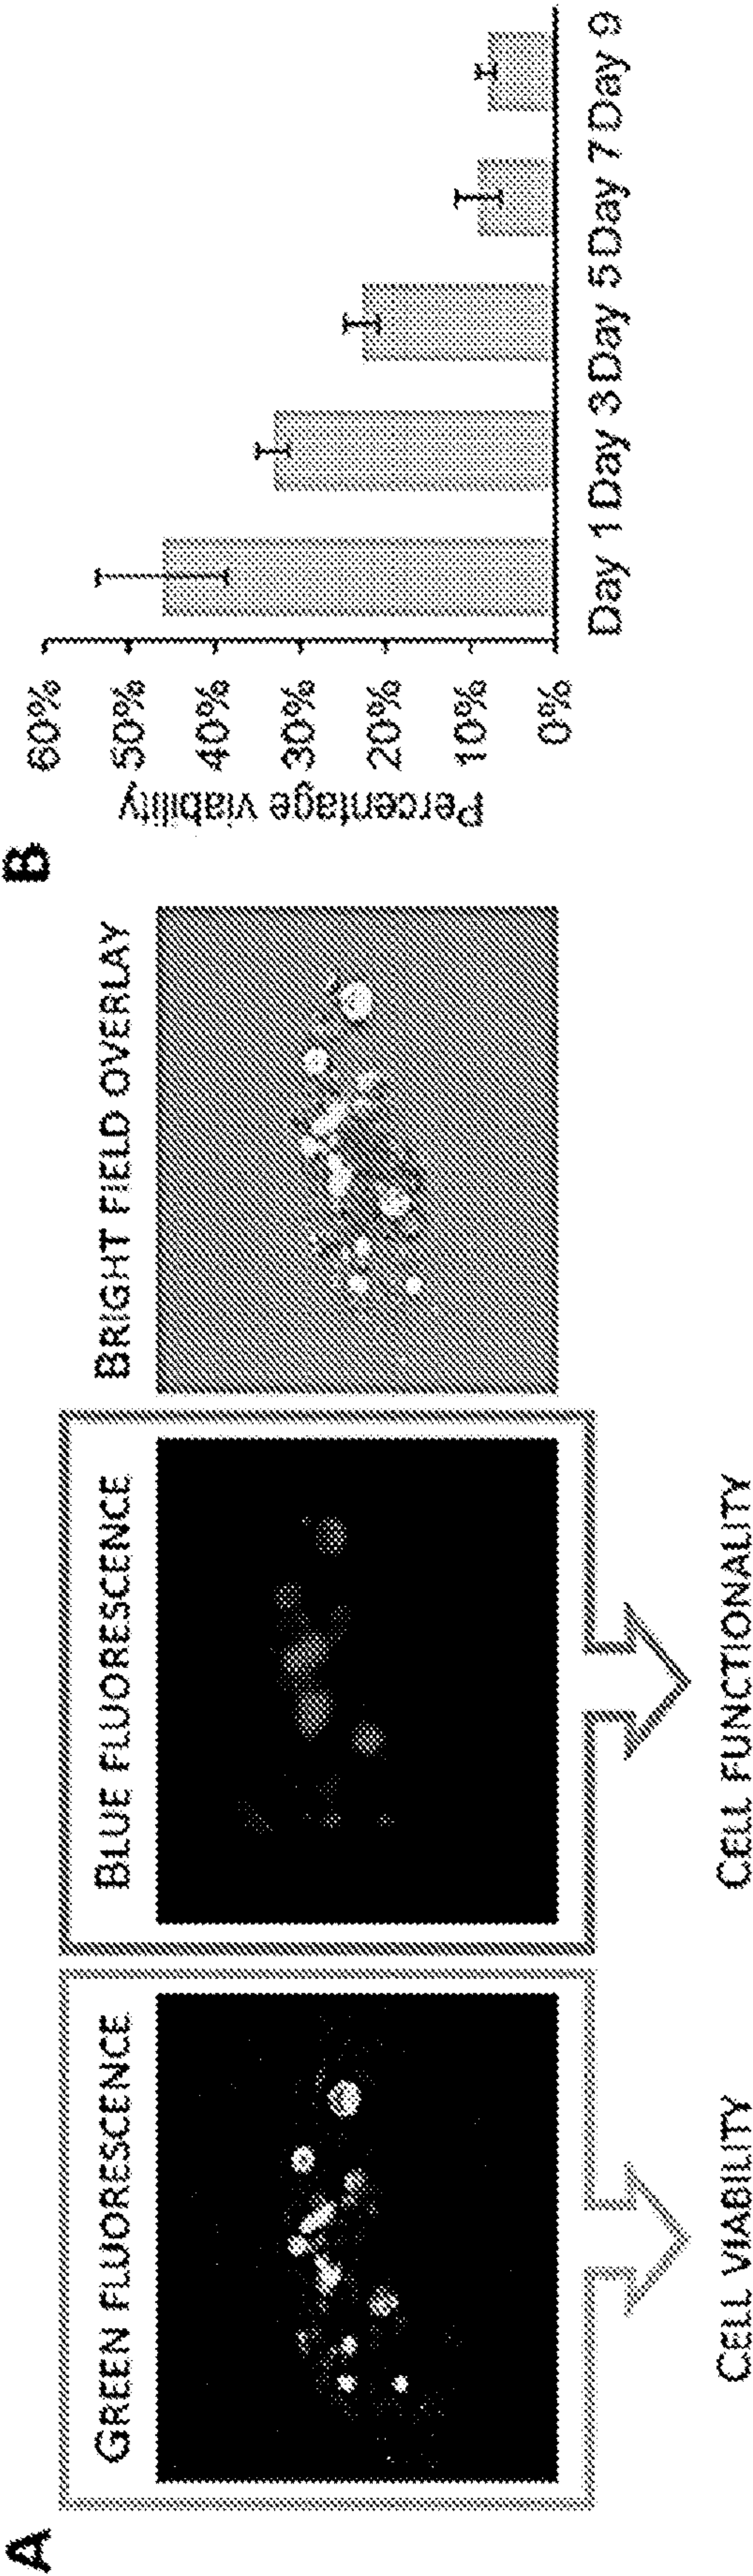 A
GREEN FLUORESCENCE
BLUE FLUORESCENCE
BRIGHT FIELD OVERLAY
CELL VIABILITY
CELL FUNCTIONALITY
B
Percentage viability
60%
50%
40%
30%
20%
10%
0%
Day 1 Day 3 Day 5 Day 7 Day 9